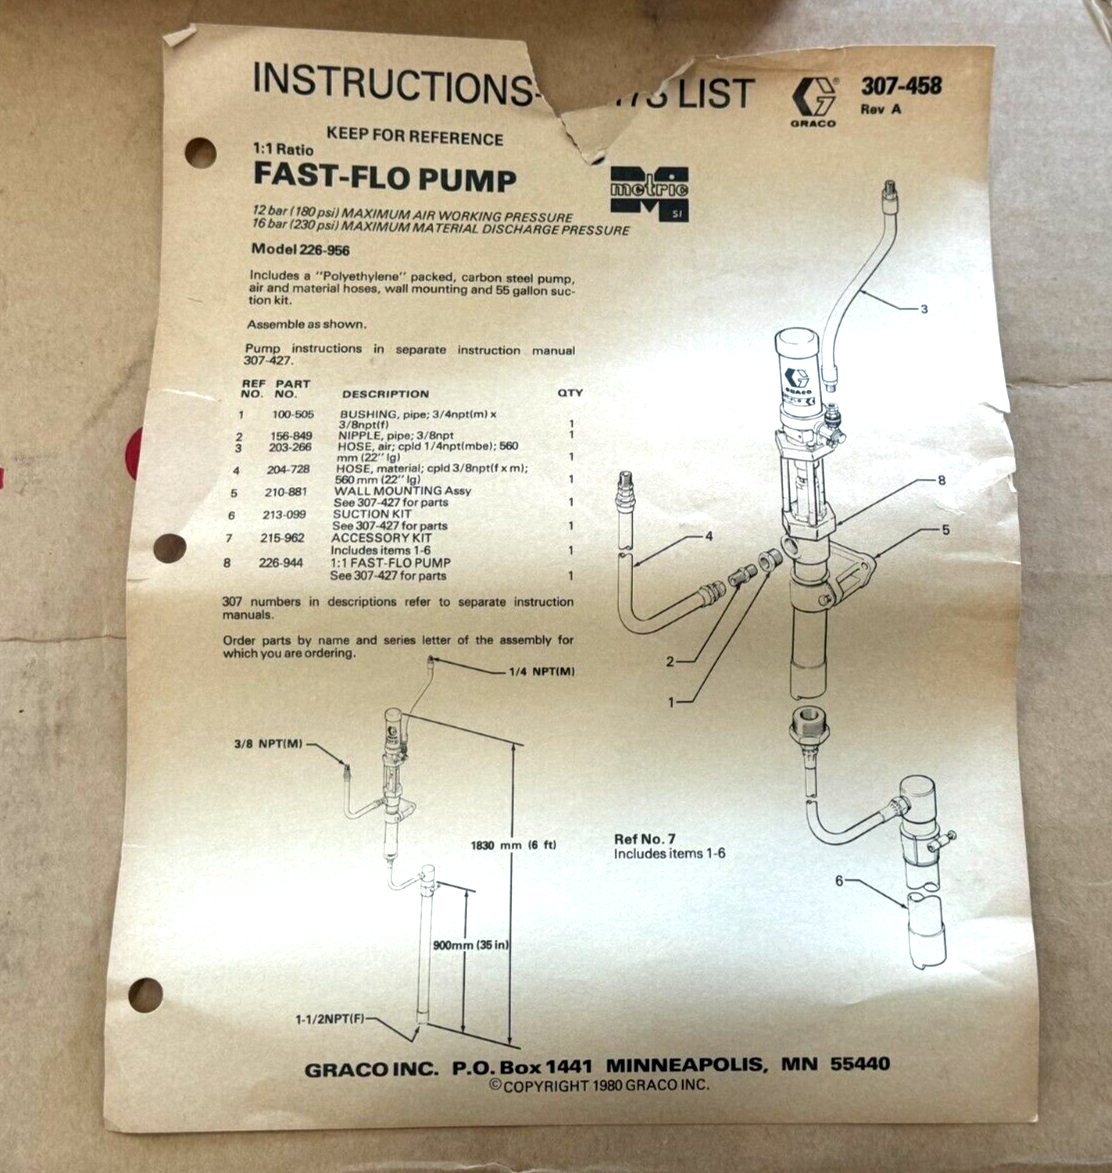 INSTRUCTIONS- TS LIST
GRACO
307-458
Rev A
KEEP FOR REFERENCE
1:1 Ratio
FAST-FLO PUMP
metric
SI
12 bar (180 psi) MAXIMUM AIR WORKING PRESSURE
16 bar (230 psi) MAXIMUM MATERIAL DISCHARGE PRESSURE
Model 226-956
Includes a "Polyethylene" packed, carbon steel pump,
air and material hoses, wall mounting and 55 gallon suc-
tion kit.
Assemble as shown.
Pump instructions in separate instruction manual
307-427.
REF PART
NO. NO. DESCRIPTION QTY
1 100-505 BUSHING, pipe; 3/4npt(m) x
3/8npt(f) 1
2 156-849 NIPPLE, pipe; 3/8npt 1
3 203-266 HOSE, air; cpld 1/4npt(mbe); 560
mm (22" lg) 1
4 204-728 HOSE, material; cpld 3/8npt(f x m);
560 mm (22" lg) 1
5 210-881 WALL MOUNTING Assy
See 307-427 for parts 1
6 213-099 SUCTION KIT
See 307-427 for parts 1
7 215-962 ACCESSORY KIT
Includes items 1-6 1
8 226-944 1:1 FAST-FLO PUMP
See 307-427 for parts 1
307 numbers in descriptions refer to separate instruction
manuals.
Order parts by name and series letter of the assembly for
which you are ordering.
1/4 NPT(M)
3/8 NPT(M)
1830 mm (6 ft)
900mm (35 in)
1-1/2NPT(F)
3
GRACO
8
5
4
2
1
Ref No. 7
Includes items 1-6
6
GRACO INC. P.O. Box 1441 MINNEAPOLIS, MN 55440
©COPYRIGHT 1980 GRACO INC.